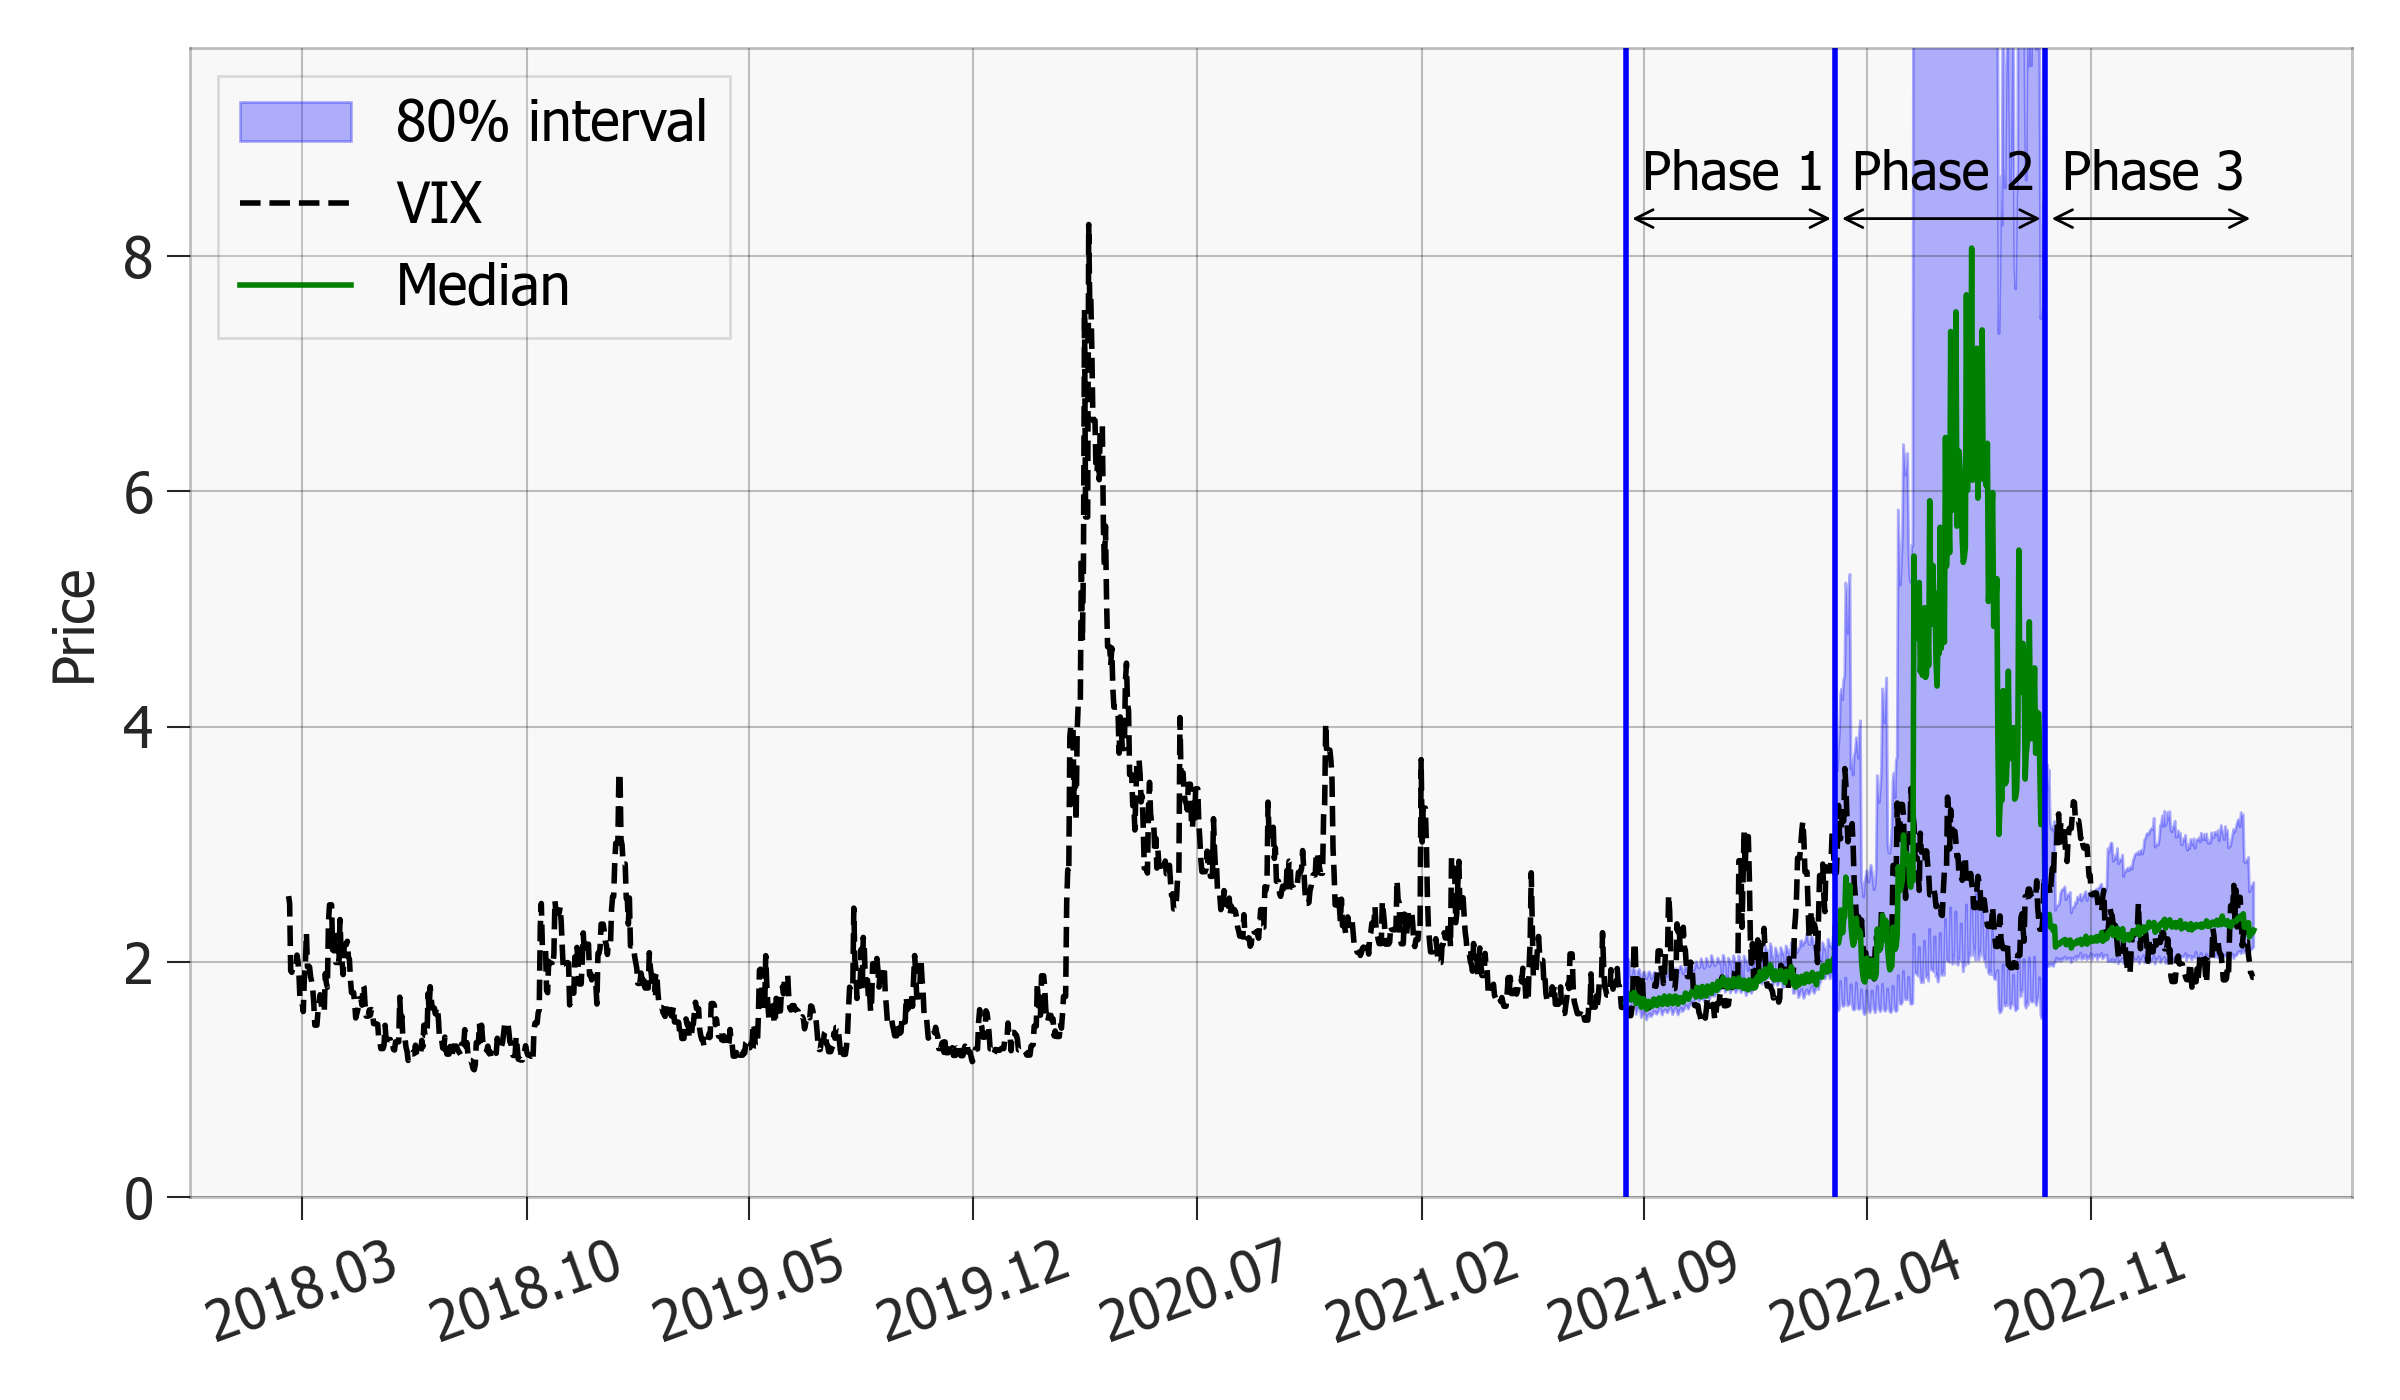 80% interval
VIX
Median
Phase 1
Phase 2
Phase 3
Price
8
6
4
2
0
2018.03
2018.10
2019.05
2019.12
2020.07
2021.02
2021.09
2022.04
2022.11